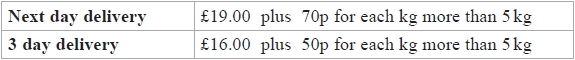 Next day delivery £19.00 plus 70p for each kg more than 5 kg
3 day delivery £16.00 plus 50p for each kg more than 5 kg